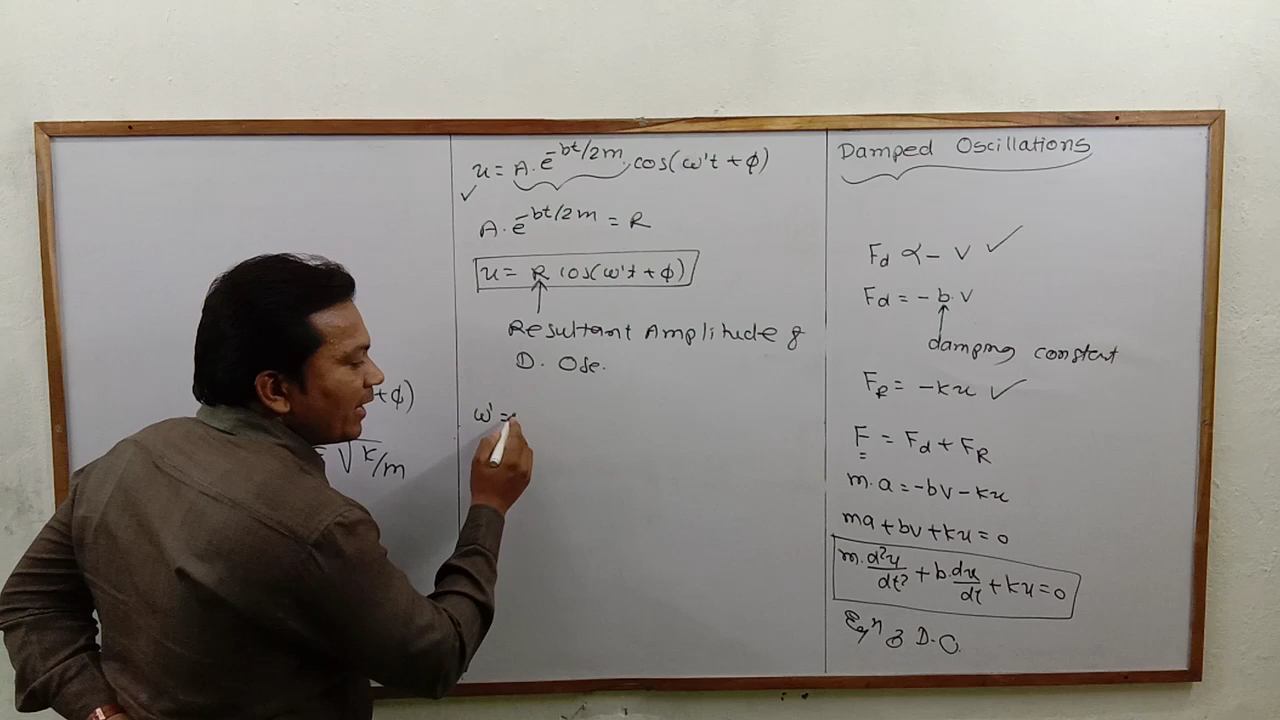 + φ)
= √k/m
x = A.e^-bt/2m.cos(ω't + φ)
A.e^-bt/2m = R
x = R cos(ω't + φ)
Resultant Amplitude of
D. Ose.
ω' =
Damped Oscillations
Fd ∝ - v
Fd = - b.v
damping constant
FR = -kx
F = Fd + FR
m.a = -bv - kx
ma + bv + kx = 0
m.d²x/dt² + b.dx/dt + kx = 0
Eqⁿ of D.O.